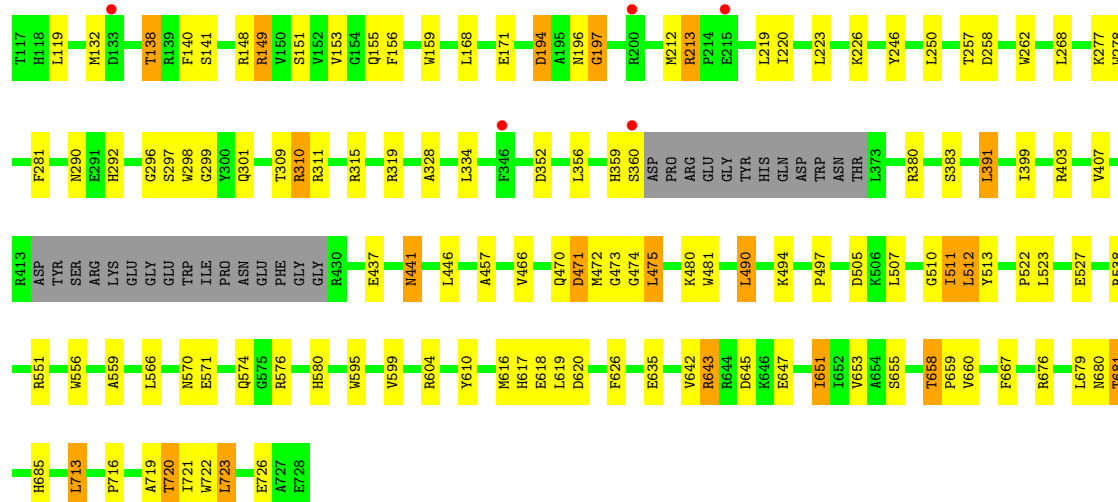 T117 H118 L119 M132 D133 T138 R139 F140 S141 R148 R149 V150 S151 V152 V153 G154 Q155 F156 W159 L168 E171 D194 A195 N196 G197 R200 M212 R213 P214 E215 L219 I220 L223 K226 Y246 L250 T257 D258 W262 L268 K277 W278
F281 N290 E291 H292 G296 S297 W298 G299 Y300 Q301 T309 R310 R311 R315 R319 A328 L334 F346 D352 L356 H359 S360 ASP PRO ARG GLU GLY TYR HIS GLN ASP TRP ASN THR L373 R380 S383 L391 I399 R403 V407
R413 ASP TYR SER ARG LYS GLU GLY GLU TRP ILE PRO ASN GLU PHE GLY GLY R430 E437 N441 L446 A457 V466 Q470 D471 M472 G473 G474 L475 K480 W481 L490 K494 P497 D505 K506 L507 G510 I511 L512 Y513 P522 L523 E527 R538
R551 W556 A559 L566 N570 E571 Q574 G575 R576 H580 W595 V599 R604 Y610 M616 H617 E618 L619 D620 F626 E635 V642 R643 R644 D645 K646 E647 I651 I652 V653 A654 S655 T658 P659 V660 F667 R676 L679 N680 T681
H685 L713 P716 A719 T720 I721 W722 L723 E726 A727 E728